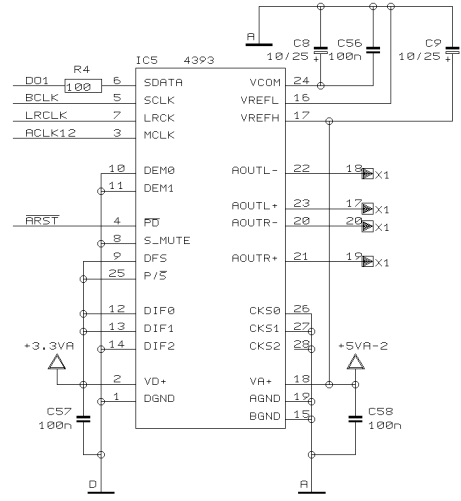 A
C8 C56 C9
10/25 + 100n 10/25 +
IC5 4393
R4
DO1 100 6 SDATA VCOM 24
BCLK 5 SCLK VREFL 16
LRCLK 7 LRCK VREFH 17
ACLK12 3 MCLK
10 DEM0 AOUTL- 22 18 X1
11 DEM1
AOUTL+ 23 17 X1
ARST 4 PD AOUTR- 20 20 X1
8 S_MUTE
9 DFS AOUTR+ 21 19 X1
25 P/S
12 DIF0 CKS0 26
13 DIF1 CKS1 27
14 DIF2 CKS2 28
+3.3VA +5VA-2
2 VD+ VA+ 18
1 DGND AGND 19
BGND 15
C57 C58
100n 100n
D A